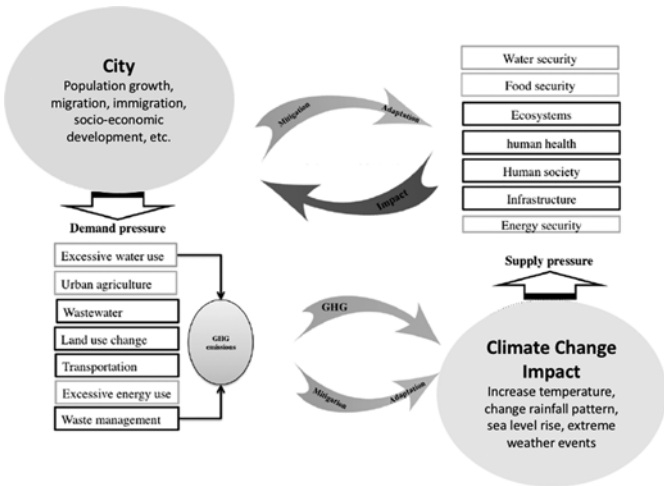 City
Population growth,
migration, immigration,
socio-economic
development, etc.
Demand pressure
Excessive water use
Urban agriculture
Wastewater
Land use change
Transportation
Excessive energy use
Waste management
GHG
emissions
Mitigation
Adaptation
Impact
GHG
Mitigation
Adaptation
Water security
Food security
Ecosystems
human health
Human society
Infrastructure
Energy security
Supply pressure
Climate Change
Impact
Increase temperature,
change rainfall pattern,
sea level rise, extreme
weather events